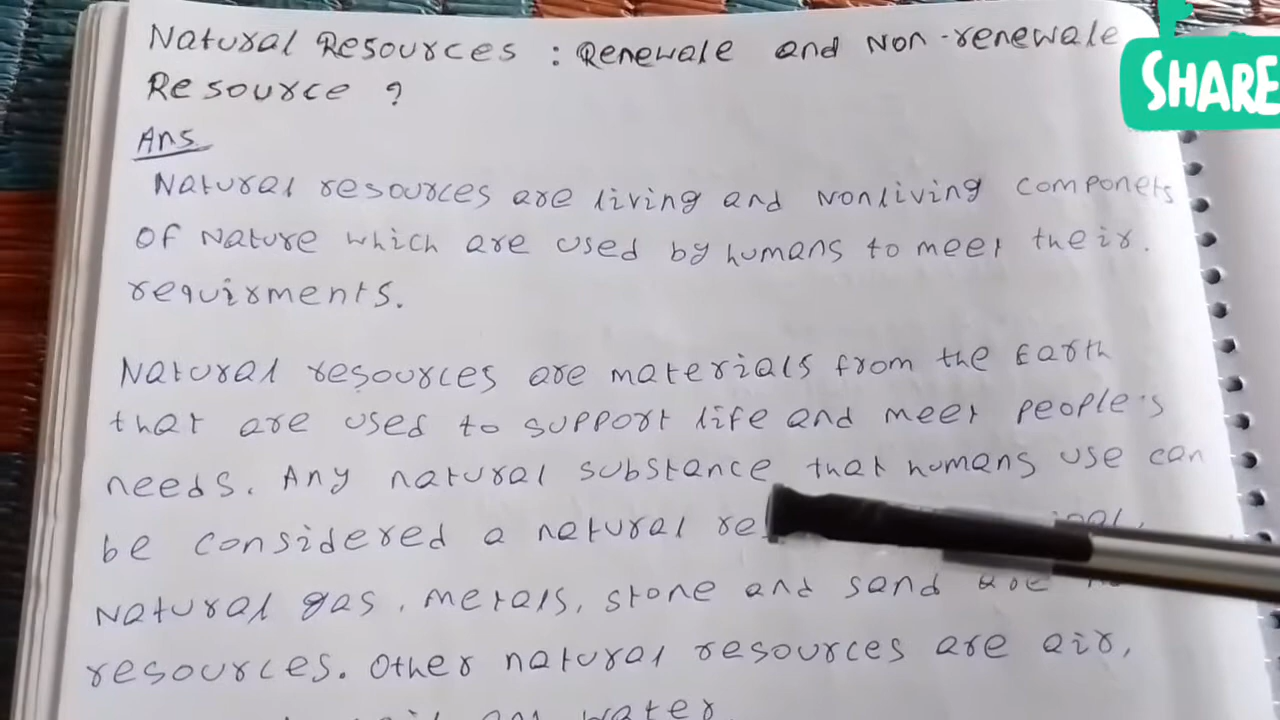 Natural Resources : Renewale and Non-renewale
Resource ?
SHARE
Ans
Natural resources are living and Nonliving componets
of Nature which are used by humans to meet their.
requirments.
Natural resources are materials from the Earth
that are used to support life and meet people's
needs. Any natural substance that humans use can
be considered a natural
Natural gas, metals, stone and sand are
resources. Other natural resources are air,
water